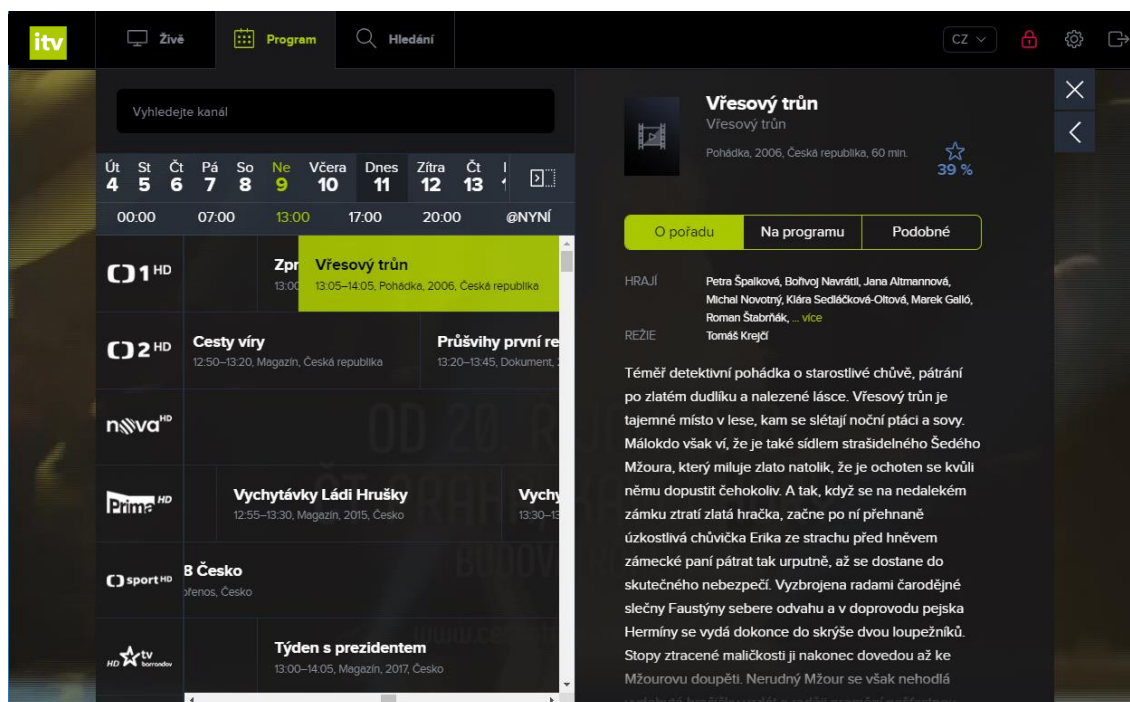 itv
Živě
Program
Hledání
CZ
Vyhledejte kanál
Út St Čt Pá So Ne Včera Dnes Zítra Čt
4 5 6 7 8 9 10 11 12 13
00:00 07:00 13:00 17:00 20:00 @NYNÍ
1 HD
Zpr
13:00
Vřesový trůn
13:05–14:05, Pohádka, 2006, Česká republika
2 HD
Cesty víry
12:50–13:20, Magazín, Česká republika
Průšvihy první re
13:20–13:45, Dokument, 2
nova HD
OD 20.
Prima HD
Vychytávky Ládi Hrušky
12:55–13:30, Magazín, 2015, Česko
Vychy
13:30–13
sport HD
B Česko
přenos, Česko
HD tv barrandov
Týden s prezidentem
13:00–14:05, Magazín, 2017, Česko
Vřesový trůn
Vřesový trůn
Pohádka, 2006, Česká republika, 60 min.
39 %
O pořadu
Na programu
Podobné
HRAJÍ
Petra Špalková, Bořivoj Navrátil, Jana Altmannová,
Michal Novotný, Klára Sedláčková-Oltová, Marek Galló,
Roman Štabrňák, ... více
REŽIE
Tomáš Krejčí
Téměř detektivní pohádka o starostlivé chůvě, pátrání
po zlatém dudlíku a nalezené lásce. Vřesový trůn je
tajemné místo v lese, kam se slétají noční ptáci a sovy.
Málokdo však ví, že je také sídlem strašidelného Šedého
Mžoura, který miluje zlato natolik, že je ochoten se kvůli
němu dopustit čehokoliv. A tak, když se na nedalekém
zámku ztratí zlatá hračka, začne po ní přehnaně
úzkostlivá chůvička Erika ze strachu před hněvem
zámecké paní pátrat tak urputně, až se dostane do
skutečného nebezpečí. Vyzbrojena radami čarodějné
slečny Faustýny sebere odvahu a v doprovodu pejska
Hermíny se vydá dokonce do skrýše dvou loupežníků.
Stopy ztracené maličkosti ji nakonec dovedou až ke
Mžourovu doupěti. Nerudný Mžour se však nehodlá